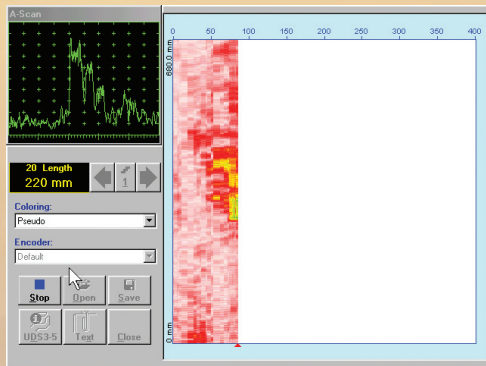 A-Scan
20 Length
220 mm
1
Coloring:
Pseudo
Encoder:
Default
Stop
Open
Save
UDS3-5
Text
Close
0 50 100 150 200 250 300 350 400
680.0 mm
0 mm